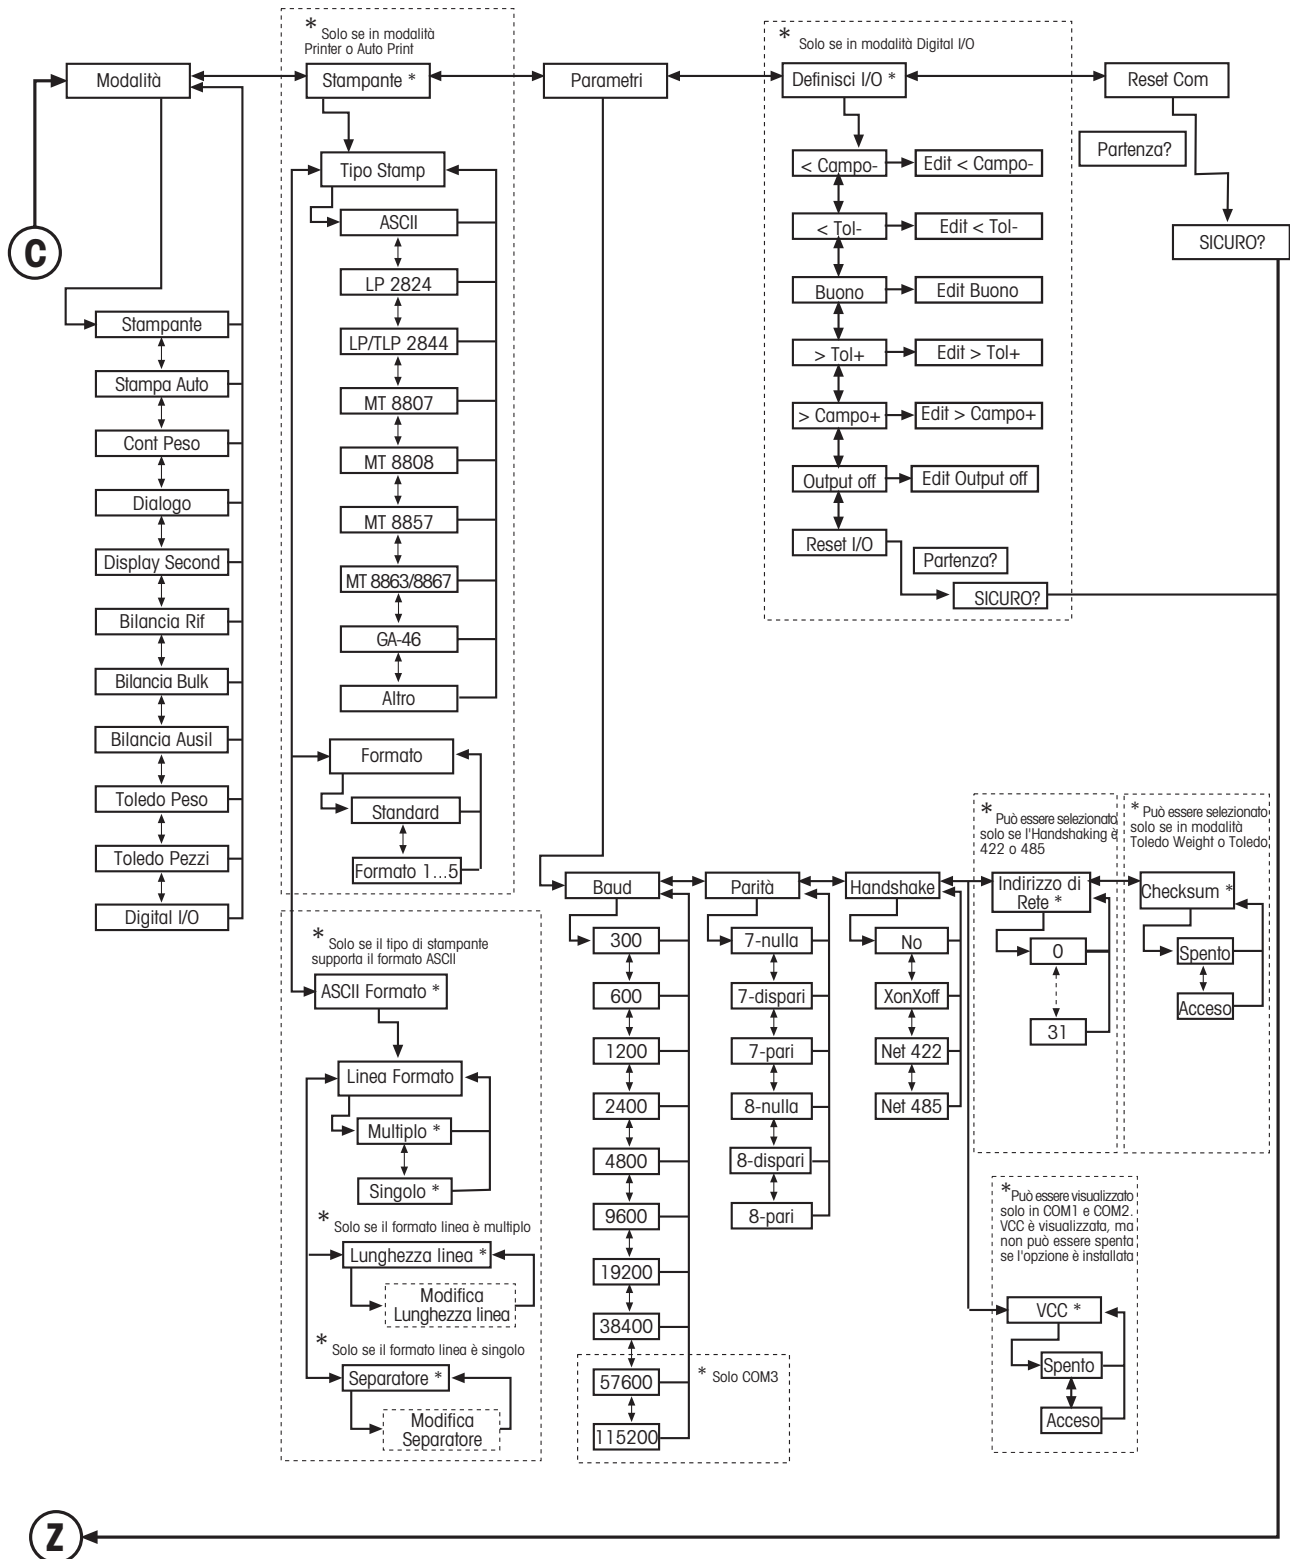 * Solo se in modalità
Printer o Auto Print
* Solo se in modalità Digital I/O
Modalità
Stampante *
Parametri
Definisci I/O *
Reset Com
Partenza?
SICURO?
C
Tipo Stamp
ASCII
LP 2824
LP/TLP 2844
MT 8807
MT 8808
MT 8857
MT 8863/8867
GA-46
Altro
Formato
Standard
Formato 1...5
< Campo-
Edit < Campo-
< Tol-
Edit < Tol-
Buono
Edit Buono
> Tol+
Edit > Tol+
> Campo+
Edit > Campo+
Output off
Edit Output off
Reset I/O
Partenza?
SICURO?
Stampante
Stampa Auto
Cont Peso
Dialogo
Display Second
Bilancia Rif
Bilancia Bulk
Bilancia Ausil
Toledo Peso
Toledo Pezzi
Digital I/O
* Solo se il tipo di stampante
supporta il formato ASCII
ASCII Formato *
Linea Formato
Multiplo *
Singolo *
* Solo se il formato linea è multiplo
Lunghezza linea *
Modifica
Lunghezza linea
* Solo se il formato linea è singolo
Separatore *
Modifica
Separatore
Baud
300
600
1200
2400
4800
9600
19200
38400
57600
115200
* Solo COM3
Parità
7-nulla
7-dispari
7-pari
8-nulla
8-dispari
8-pari
Handshake
No
XonXoff
Net 422
Net 485
* Può essere selezionato
solo se l'Handshaking è
422 o 485
Indirizzo di
Rete *
0
31
* Può essere selezionato
solo se in modalità
Toledo Weight o Toledo
Checksum *
Spento
Acceso
*Può essere visualizzato
solo in COM1 e COM2.
VCC è visualizzata, ma
non può essere spenta
se l'opzione è installata
VCC *
Spento
Acceso
Z